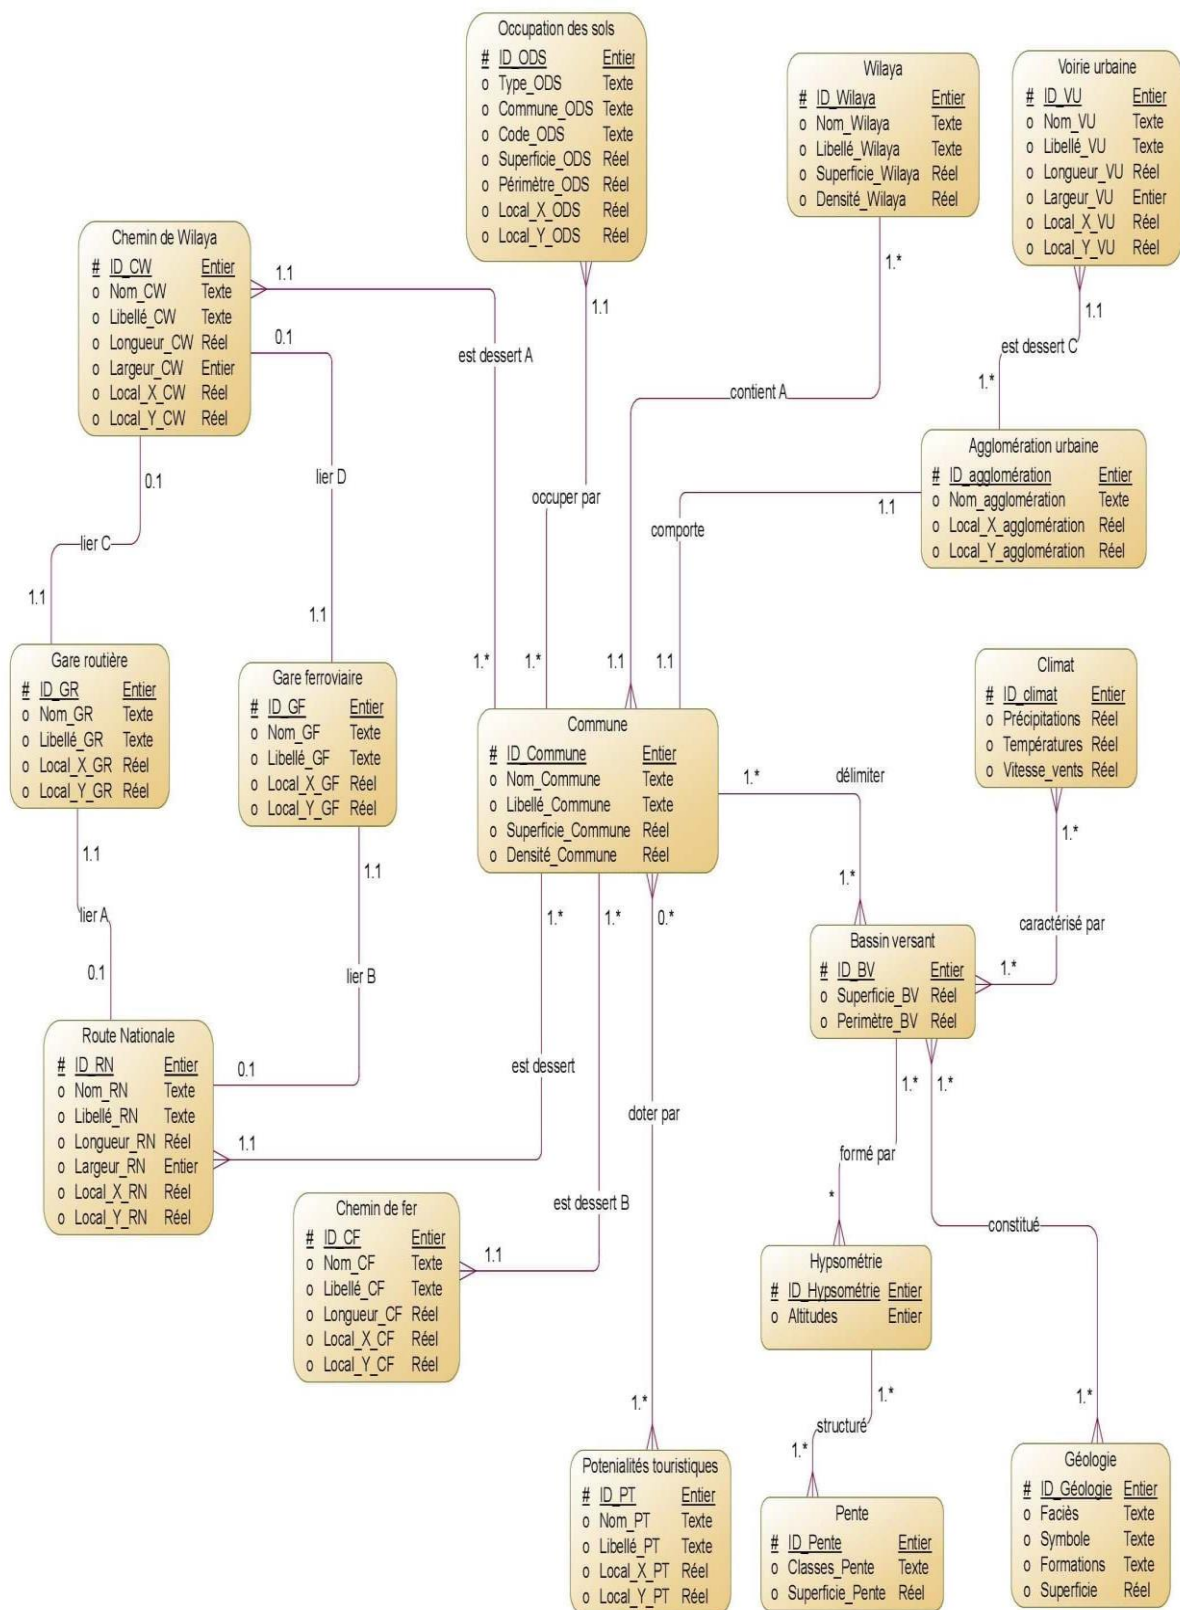 Occupation des sols
# ID_ODS Entier
o Type_ODS Texte
o Commune_ODS Texte
o Code_ODS Texte
o Superficie_ODS Réel
o Périmètre_ODS Réel
o Local_X_ODS Réel
o Local_Y_ODS Réel
Wilaya
# ID_Wilaya Entier
o Nom_Wilaya Texte
o Libellé_Wilaya Texte
o Superficie_Wilaya Réel
o Densité_Wilaya Réel
Voirie urbaine
# ID_VU Entier
o Nom_VU Texte
o Libellé_VU Texte
o Longueur_VU Réel
o Largeur_VU Entier
o Local_X_VU Réel
o Local_Y_VU Réel
Chemin de Wilaya
# ID_CW Entier
o Nom_CW Texte
o Libellé_CW Texte
o Longueur_CW Réel
o Largeur_CW Entier
o Local_X_CW Réel
o Local_Y_CW Réel
1.1
0.1
est dessert A
1.1
1.*
1.1
est dessert C
1.*
contient A
Agglomération urbaine
# ID_agglomération Entier
o Nom_agglomération Texte
o Local_X_agglomération Réel
o Local_Y_agglomération Réel
0.1
lier D
occuper par
1.1
comporte
lier C
1.1
1.1
1.*
1.*
1.1
1.1
Gare routière
# ID_GR Entier
o Nom_GR Texte
o Libellé_GR Texte
o Local_X_GR Réel
o Local_Y_GR Réel
Gare ferroviaire
# ID_GF Entier
o Nom_GF Texte
o Libellé_GF Texte
o Local_X_GF Réel
o Local_Y_GF Réel
Commune
# ID_Commune Entier
o Nom_Commune Texte
o Libellé_Commune Texte
o Superficie_Commune Réel
o Densité_Commune Réel
Climat
# ID_climat Entier
o Précipitations Réel
o Températures Réel
o Vitesse_vents Réel
1.*
délimiter
1.*
1.1
1.1
lier A
0.1
lier B
1.*
1.*
0.*
1.*
caractérisé par
1.*
Bassin versant
# ID_BV Entier
o Superficie_BV Réel
o Perimètre_BV Réel
Route Nationale
# ID_RN Entier
o Nom_RN Texte
o Libellé_RN Texte
o Longueur_RN Réel
o Largeur_RN Entier
o Local_X_RN Réel
o Local_Y_RN Réel
0.1
1.1
est dessert
doter par
1.*
1.*
formé par
*
est dessert B
1.1
constitué
Chemin de fer
# ID_CF Entier
o Nom_CF Texte
o Libellé_CF Texte
o Longueur_CF Réel
o Local_X_CF Réel
o Local_Y_CF Réel
Hypsométrie
# ID_Hypsométrie Entier
o Altitudes Entier
1.*
1.*
structuré
1.*
1.*
Potenialités touristiques
# ID_PT Entier
o Nom_PT Texte
o Libellé_PT Texte
o Local_X_PT Réel
o Local_Y_PT Réel
Pente
# ID_Pente Entier
o Classes_Pente Texte
o Superficie_Pente Réel
Géologie
# ID_Géologie Entier
o Faciès Texte
o Symbole Texte
o Formations Texte
o Superficie Réel